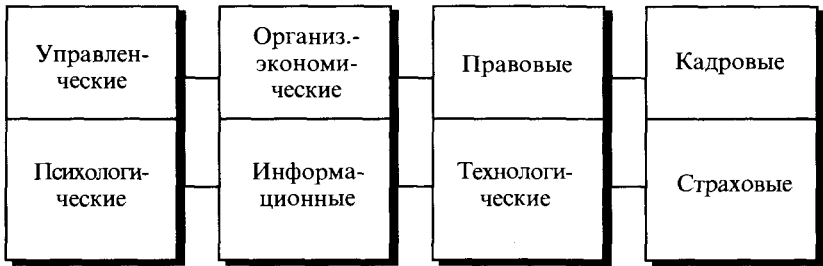 Управлен-
ческие
Организ.-
экономи-
ческие
Правовые
Кадровые
Психологи-
ческие
Информа-
ционные
Технологи-
ческие
Страховые